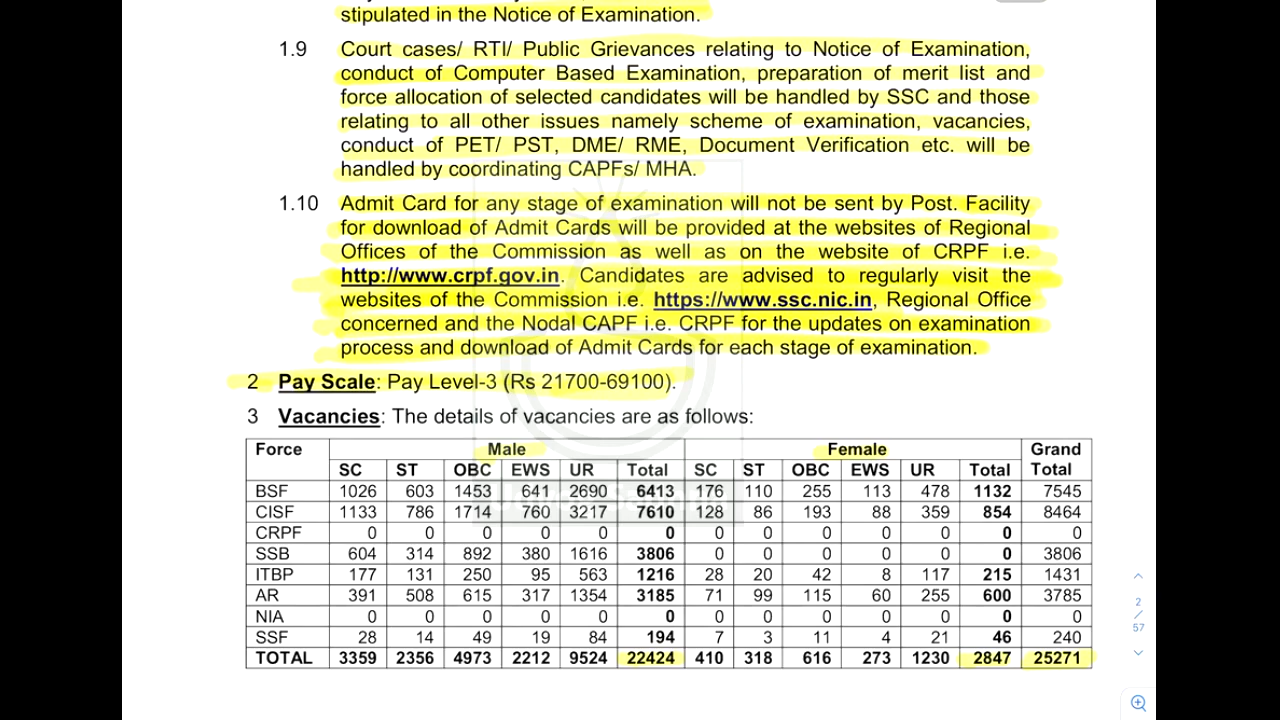 stipulated in the Notice of Examination.
1.9 Court cases/ RTI/ Public Grievances relating to Notice of Examination,
conduct of Computer Based Examination, preparation of merit list and
force allocation of selected candidates will be handled by SSC and those
relating to all other issues namely scheme of examination, vacancies,
conduct of PET/ PST, DME/ RME, Document Verification etc. will be
handled by coordinating CAPFs/ MHA.
1.10 Admit Card for any stage of examination will not be sent by Post. Facility
for download of Admit Cards will be provided at the websites of Regional
Offices of the Commission as well as on the website of CRPF i.e.
http://www.crpf.gov.in. Candidates are advised to regularly visit the
websites of the Commission i.e. https://www.ssc.nic.in, Regional Office
concerned and the Nodal CAPF i.e. CRPF for the updates on examination
process and download of Admit Cards for each stage of examination.
2 Pay Scale: Pay Level-3 (Rs 21700-69100).
3 Vacancies: The details of vacancies are as follows:
Force Male Female Grand
SC ST OBC EWS UR Total SC ST OBC EWS UR Total Total
BSF 1026 603 1453 641 2690 6413 176 110 255 113 478 1132 7545
CISF 1133 786 1714 760 3217 7610 128 86 193 88 359 854 8464
CRPF 0 0 0 0 0 0 0 0 0 0 0 0 0
SSB 604 314 892 380 1616 3806 0 0 0 0 0 0 3806
ITBP 177 131 250 95 563 1216 28 20 42 8 117 215 1431
AR 391 508 615 317 1354 3185 71 99 115 60 255 600 3785
NIA 0 0 0 0 0 0 0 0 0 0 0 0 0
SSF 28 14 49 19 84 194 7 3 11 4 21 46 240
TOTAL 3359 2356 4973 2212 9524 22424 410 318 616 273 1230 2847 25271
2
/
57